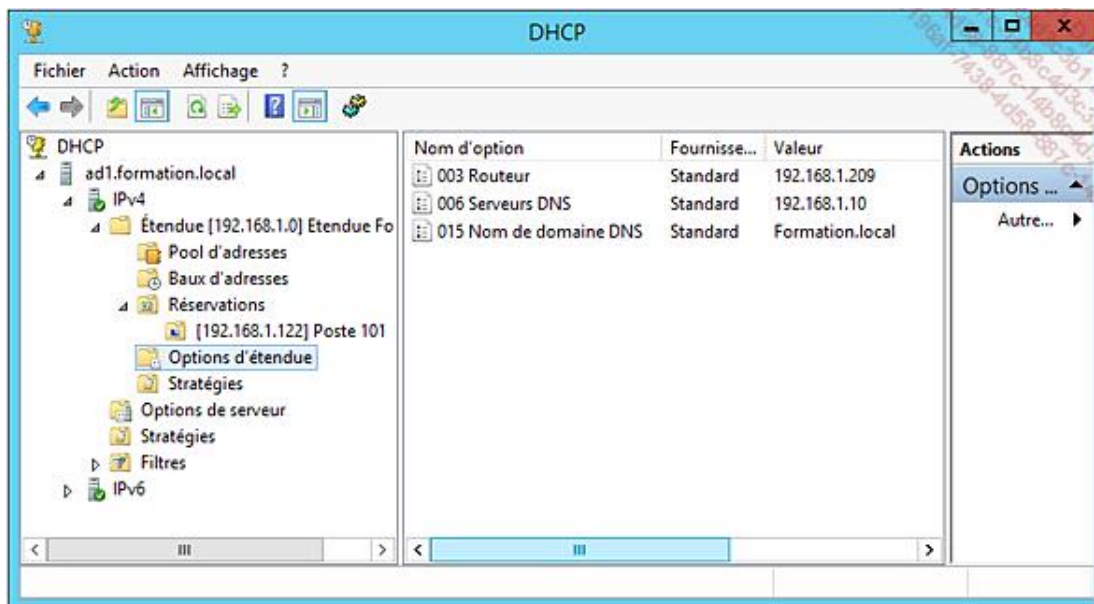 DHCP
Fichier Action Affichage ?
DHCP
ad1.formation.local
IPv4
Étendue [192.168.1.0] Etendue Fo
Pool d'adresses
Baux d'adresses
Réservations
[192.168.1.122] Poste 101
Options d'étendue
Stratégies
Options de serveur
Stratégies
Filtres
IPv6
Nom d'option Fournisse... Valeur
003 Routeur Standard 192.168.1.209
006 Serveurs DNS Standard 192.168.1.10
015 Nom de domaine DNS Standard Formation.local
Actions
Options ...
Autre...